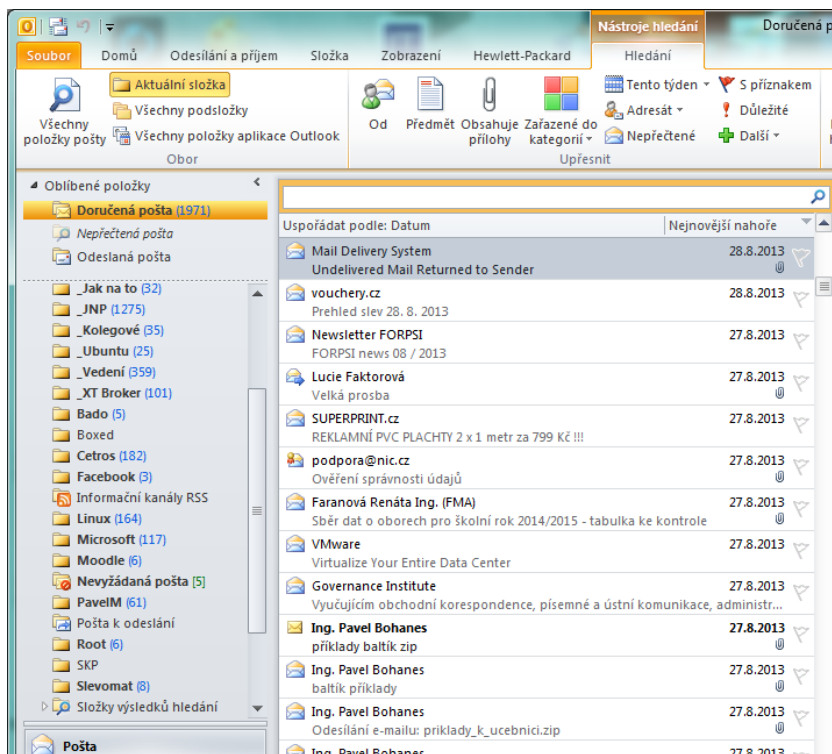 Nástroje hledání
Doručená p
Soubor
Domů
Odesílání a příjem
Složka
Zobrazení
Hewlett-Packard
Hledání
Všechny
položky pošty
Aktuální složka
Všechny podsložky
Všechny položky aplikace Outlook
Obor
Od
Předmět
Obsahuje
přílohy
Zařazené do
kategorií
Tento týden
Adresát
Nepřečtené
S příznakem
Důležité
Další
Upřesnit
Oblíbené položky
Doručená pošta (1971)
Nepřečtená pošta
Odeslaná pošta
_Jak na to (32)
_JNP (1275)
_Kolegové (35)
_Ubuntu (25)
_Vedení (359)
_XT Broker (101)
Bado (5)
Boxed
Cetros (182)
Facebook (3)
Informační kanály RSS
Linux (164)
Microsoft (117)
Moodle (6)
Nevyžádaná pošta [5]
PavelM (61)
Pošta k odeslání
Root (6)
SKP
Slevomat (8)
Složky výsledků hledání
Pošta
Uspořádat podle: Datum
Nejnovější nahoře
Mail Delivery System 28.8.2013
Undelivered Mail Returned to Sender
vouchery.cz 28.8.2013
Prehled slev 28. 8. 2013
Newsletter FORPSI 27.8.2013
FORPSI news 08 / 2013
Lucie Faktorová 27.8.2013
Velká prosba
SUPERPRINT.cz 27.8.2013
REKLAMNÍ PVC PLACHTY 2 x 1 metr za 799 Kč !!!
podpora@nic.cz 27.8.2013
Ověření správnosti údajů
Faranová Renáta Ing. (FMA) 27.8.2013
Sběr dat o oborech pro školní rok 2014/2015 - tabulka ke kontrole
VMware 27.8.2013
Virtualize Your Entire Data Center
Governance Institute 27.8.2013
Vyučujícím obchodní korespondence, písemné a ústní komunikace, administr...
Ing. Pavel Bohanes 27.8.2013
příklady baltík zip
Ing. Pavel Bohanes 27.8.2013
baltík příklady
Ing. Pavel Bohanes 27.8.2013
Odesílání e-mailu: priklady_k_ucebnici.zip
Ing. Pavel Bohanes 27.8.2013